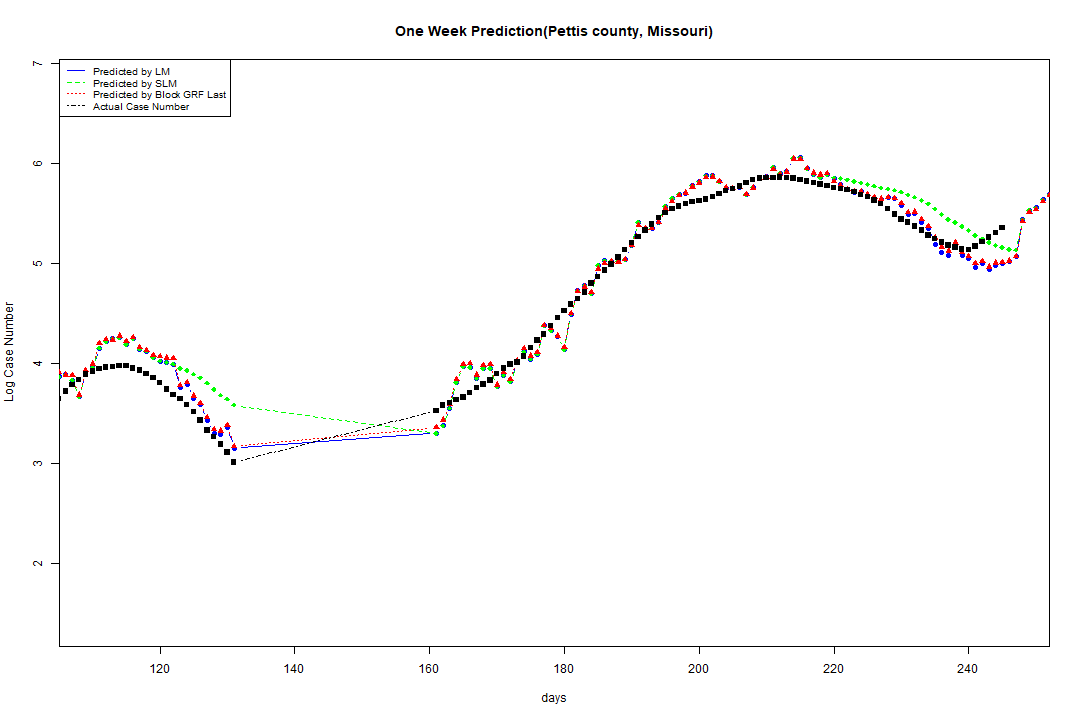 One Week Prediction(Pettis county, Missouri)
Predicted by LM
Predicted by SLM
Predicted by Block GRF Last
Actual Case Number
7
6
5
4
3
2
Log Case Number
120 140 160 180 200 220 240
days